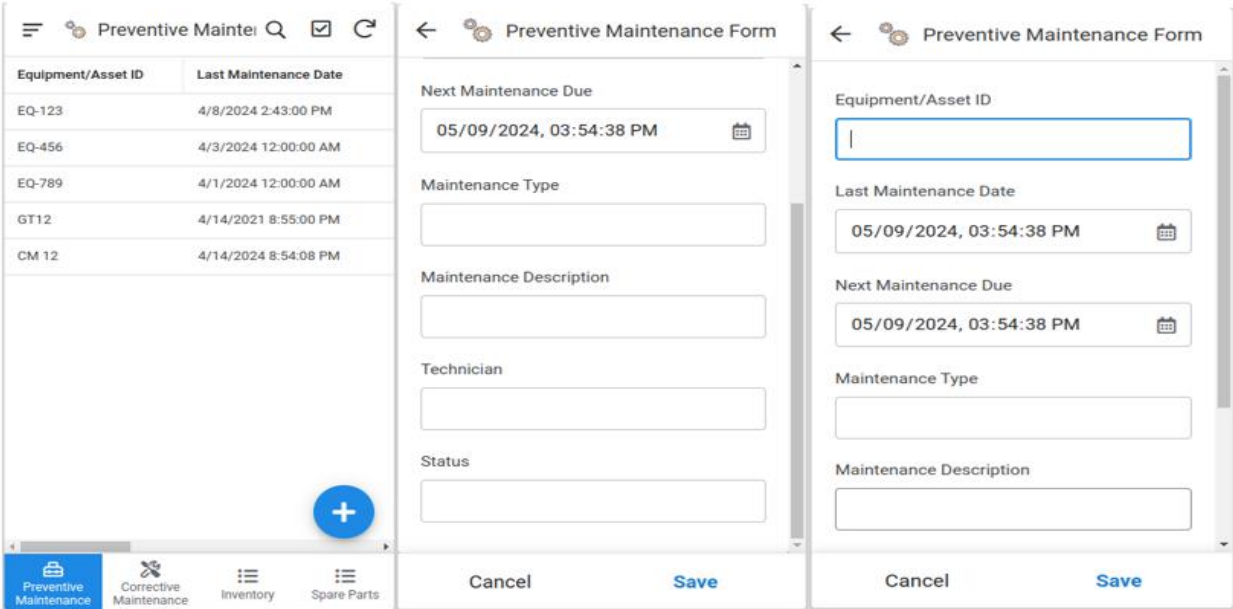 Preventive Mainte
Equipment/Asset ID Last Maintenance Date
EQ-123 4/8/2024 2:43:00 PM
EQ-456 4/3/2024 12:00:00 AM
EQ-789 4/1/2024 12:00:00 AM
GT12 4/14/2021 8:55:00 PM
CM 12 4/14/2024 8:54:08 PM
Preventive
Maintenance
Corrective
Maintenance
Inventory
Spare Parts
Preventive Maintenance Form
Next Maintenance Due
05/09/2024, 03:54:38 PM
Maintenance Type
Maintenance Description
Technician
Status
Cancel Save
Preventive Maintenance Form
Equipment/Asset ID
Last Maintenance Date
05/09/2024, 03:54:38 PM
Next Maintenance Due
05/09/2024, 03:54:38 PM
Maintenance Type
Maintenance Description
Cancel Save